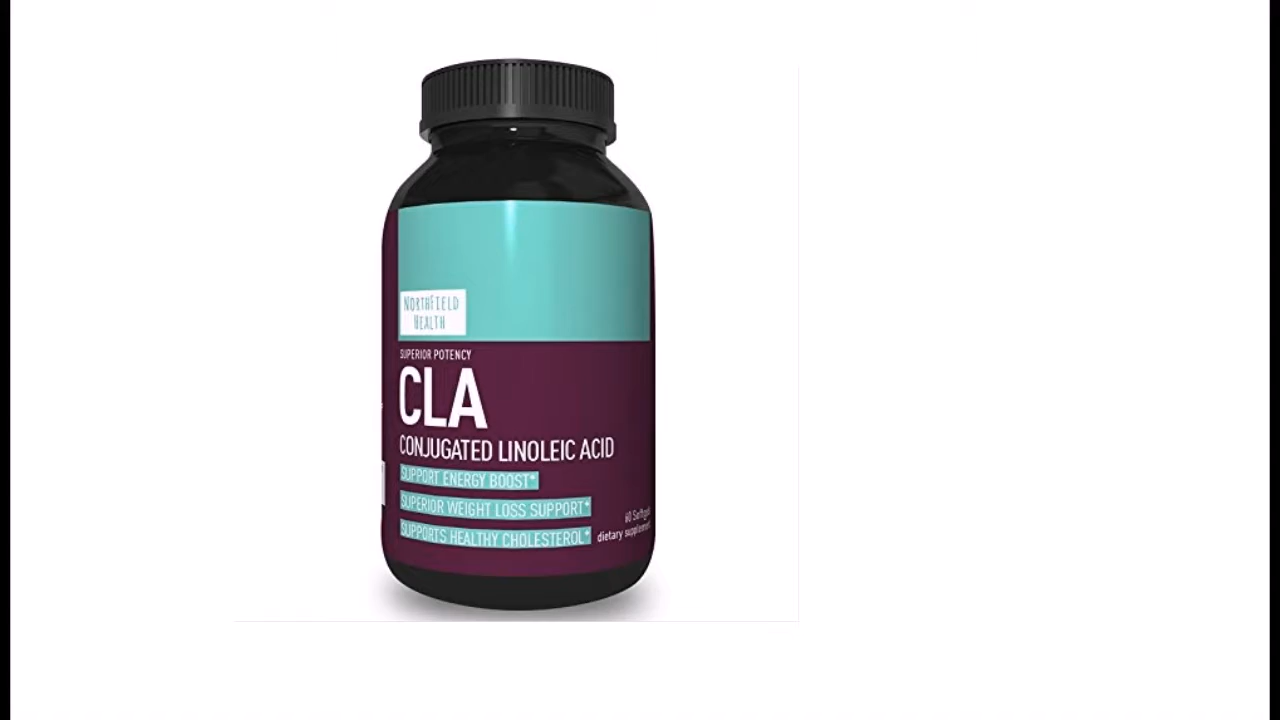 NORTHFIELD
HEALTH
SUPERIOR POTENCY
CLA
CONJUGATED LINOLEIC ACID
SUPPORT ENERGY BOOST*
SUPERIOR WEIGHT LOSS SUPPORT*
SUPPORTS HEALTHY CHOLESTEROL*
60 Softgels
dietary supplement